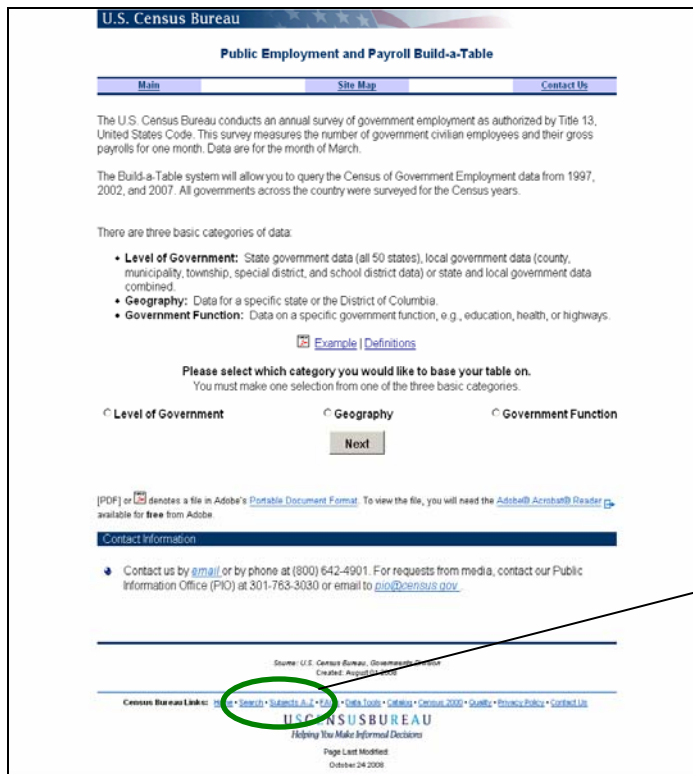 U.S. Census Bureau
Public Employment and Payroll Build-a-Table
Main Site Map Contact Us
The U.S. Census Bureau conducts an annual survey of government employment as authorized by Title 13,
United States Code. This survey measures the number of government civilian employees and their gross
payrolls for one month. Data are for the month of March.
The Build-a-Table system will allow you to query the Census of Government Employment data from 1997,
2002, and 2007. All governments across the country were surveyed for the Census years.
There are three basic categories of data:
• Level of Government: State government data (all 50 states), local government data (county,
municipality, township, special district, and school district data) or state and local government data
combined.
• Geography: Data for a specific state or the District of Columbia.
• Government Function: Data on a specific government function, e.g., education, health, or highways.
Example | Definitions
Please select which category you would like to base your table on.
You must make one selection from one of the three basic categories.
Level of Government Geography Government Function
Next
[PDF] or denotes a file in Adobe's Portable Document Format. To view the file, you will need the Adobe® Acrobat® Reader
available for free from Adobe.
Contact Information
Contact us by email or by phone at (800) 642-4901. For requests from media, contact our Public
Information Office (PIO) at 301-763-3030 or email to pio@census.gov.
Source: U.S. Census Bureau, Governments Division
Created: August 01 2008
Census Bureau Links: Home • Search • Subjects A-Z • FAQs • Data Tools • Catalog • Census 2000 • Quality • Privacy Policy • Contact Us
USCENSUSBUREAU
Helping You Make Informed Decisions
Page Last Modified:
October 24 2008